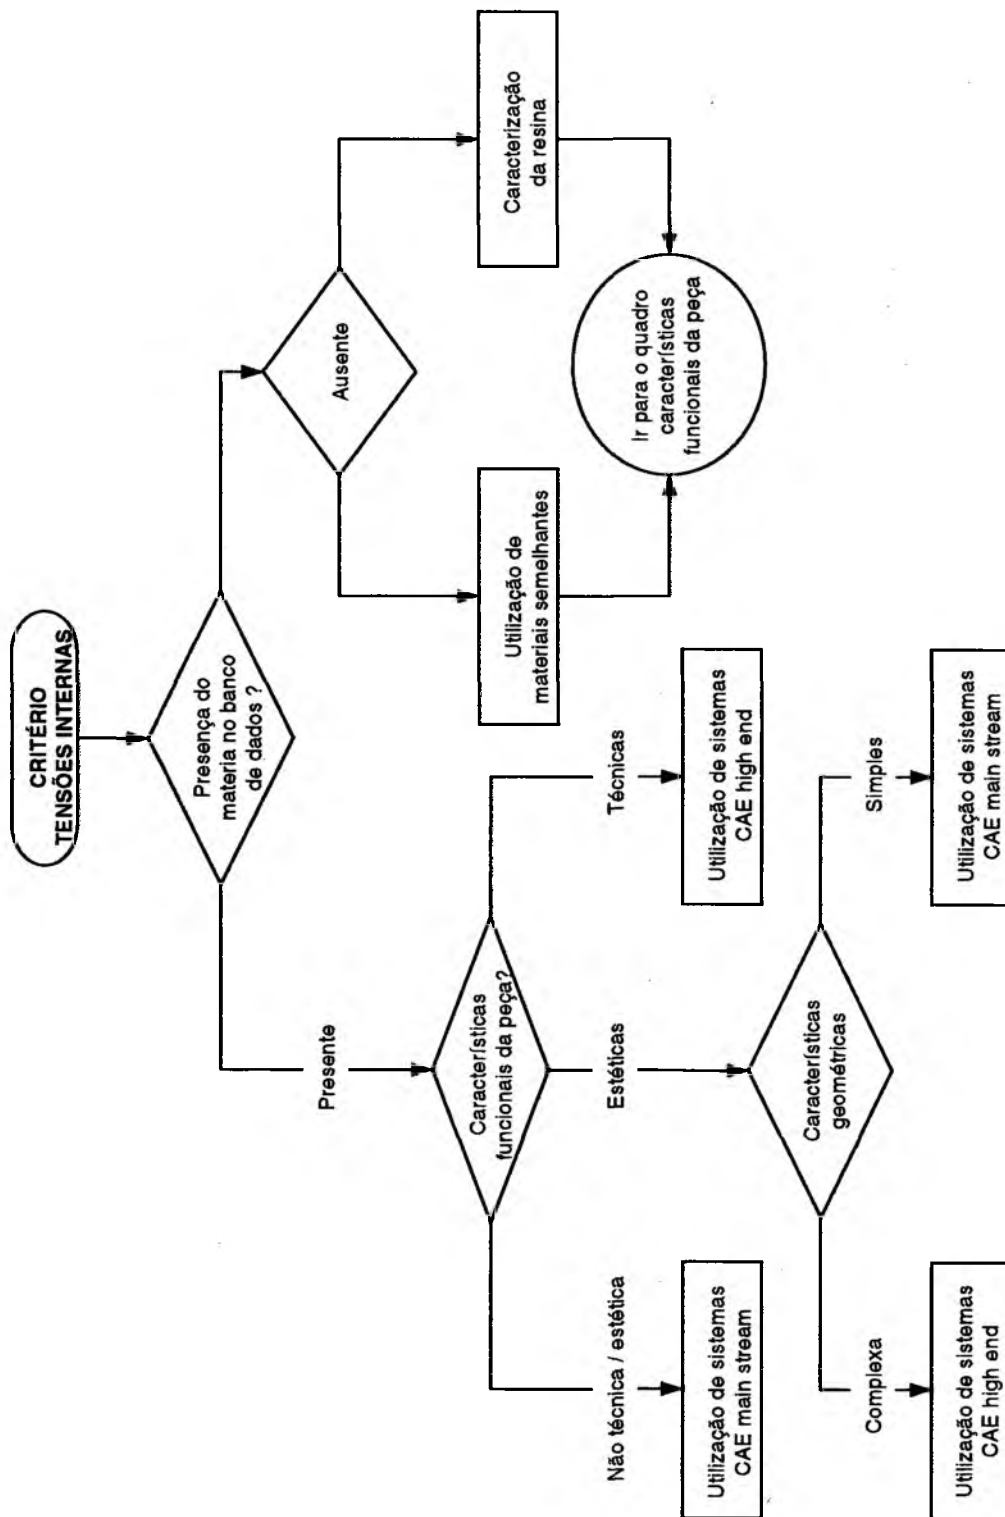 CRITÉRIO
TENSÕES INTERNAS
Presença do
materia no banco
de dados ?
Presente
Ausente
Características
funcionais da peça?
Utilização de
materiais semelhantes
Caracterização
da resina
Não técnica / estética
Estéticas
Técnicas
Ir para o quadro
características
funcionais da peça
Utilização de sistemas
CAE main stream
Utilização de sistemas
CAE high end
Características
geométricas
Complexa
Simples
Utilização de sistemas
CAE high end
Utilização de sistemas
CAE main stream